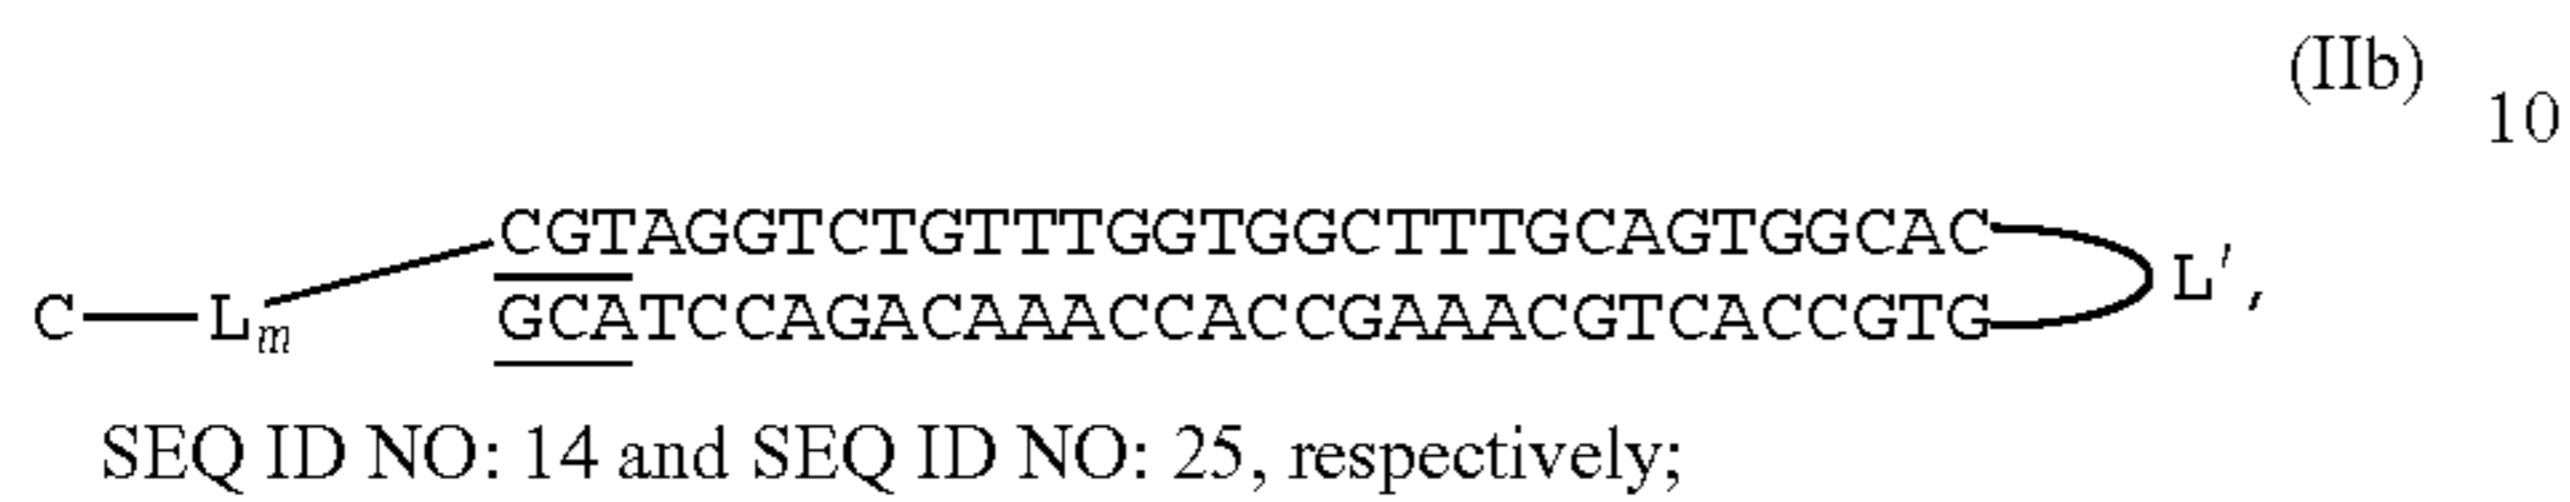 (IIb)
10
CGTAGGTCTGTTTGGTGGCTTTGCAGTGGCAC
C—Lm GCATCCAGACAAACCACCGAAACGTCACCGTG L′,
SEQ ID NO: 14 and SEQ ID NO: 25, respectively;